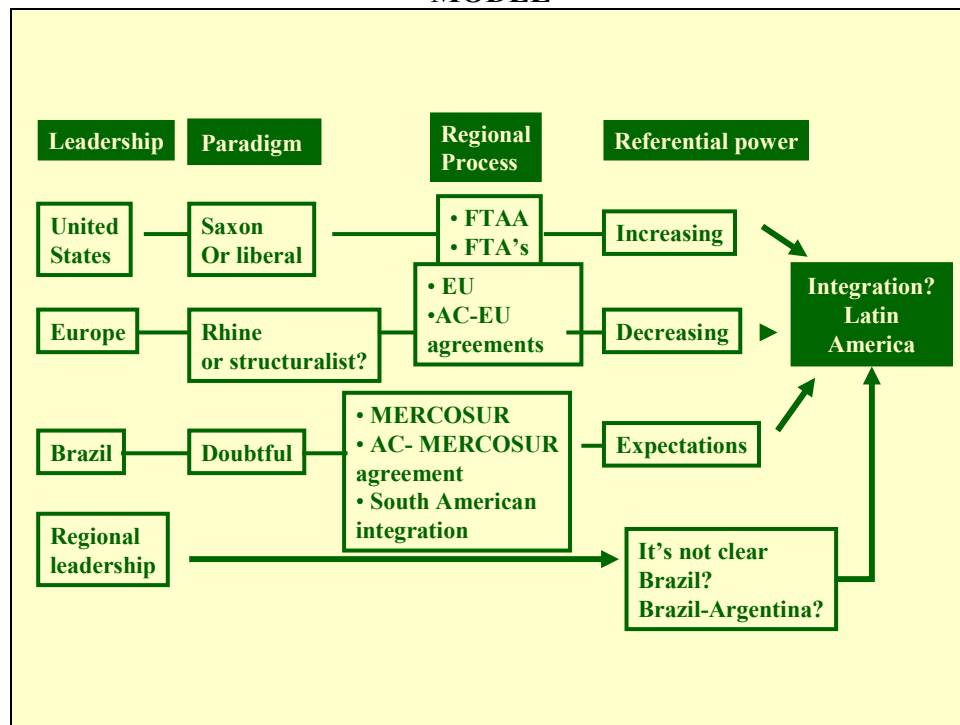 MODEL
Leadership
Paradigm
Regional
Process
Referential power
United
States
Saxon
Or liberal
• FTAA
• FTA’s
Increasing
Europe
Rhine
or structuralist?
• EU
•AC-EU
agreements
Decreasing
Integration?
Latin
America
Brazil
Doubtful
• MERCOSUR
• AC- MERCOSUR
agreement
• South American
integration
Expectations
Regional
leadership
It’s not clear
Brazil?
Brazil-Argentina?